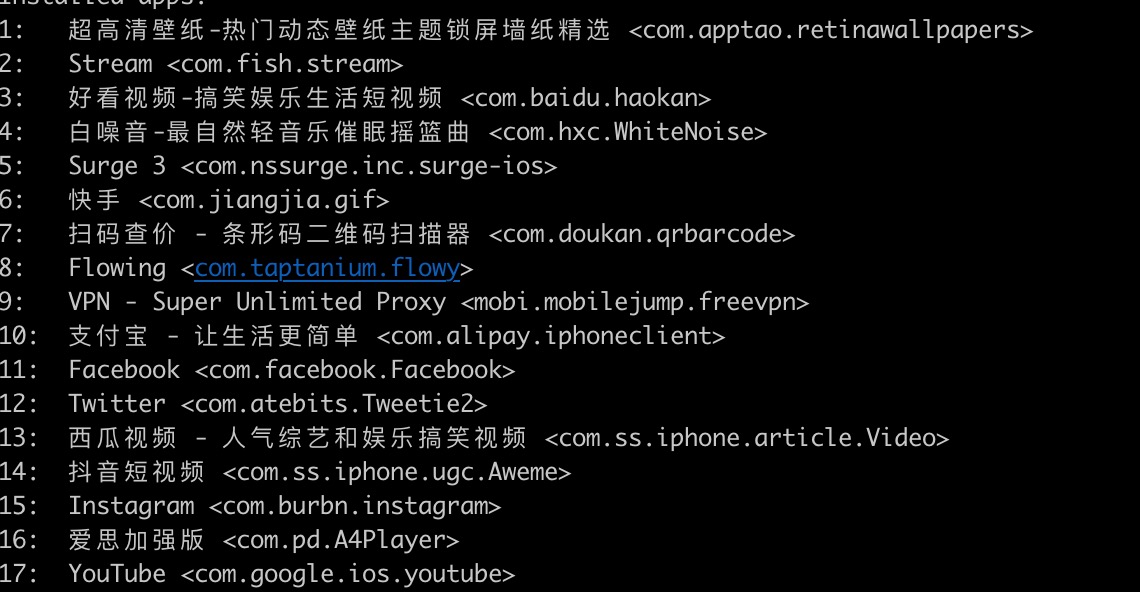 Installed apps:
1: 超高清壁纸-热门动态壁纸主题锁屏墙纸精选 <com.apptao.retinawallpapers>
2: Stream <com.fish.stream>
3: 好看视频-搞笑娱乐生活短视频 <com.baidu.haokan>
4: 白噪音-最自然轻音乐催眠摇篮曲 <com.hxc.WhiteNoise>
5: Surge 3 <com.nssurge.inc.surge-ios>
6: 快手 <com.jiangjia.gif>
7: 扫码查价 - 条形码二维码扫描器 <com.doukan.qrbarcode>
8: Flowing <com.taptanium.flowy>
9: VPN - Super Unlimited Proxy <mobi.mobilejump.freevpn>
10: 支付宝 - 让生活更简单 <com.alipay.iphoneclient>
11: Facebook <com.facebook.Facebook>
12: Twitter <com.atebits.Tweetie2>
13: 西瓜视频 - 人气综艺和娱乐搞笑视频 <com.ss.iphone.article.Video>
14: 抖音短视频 <com.ss.iphone.ugc.Aweme>
15: Instagram <com.burbn.instagram>
16: 爱思加强版 <com.pd.A4Player>
17: YouTube <com.google.ios.youtube>